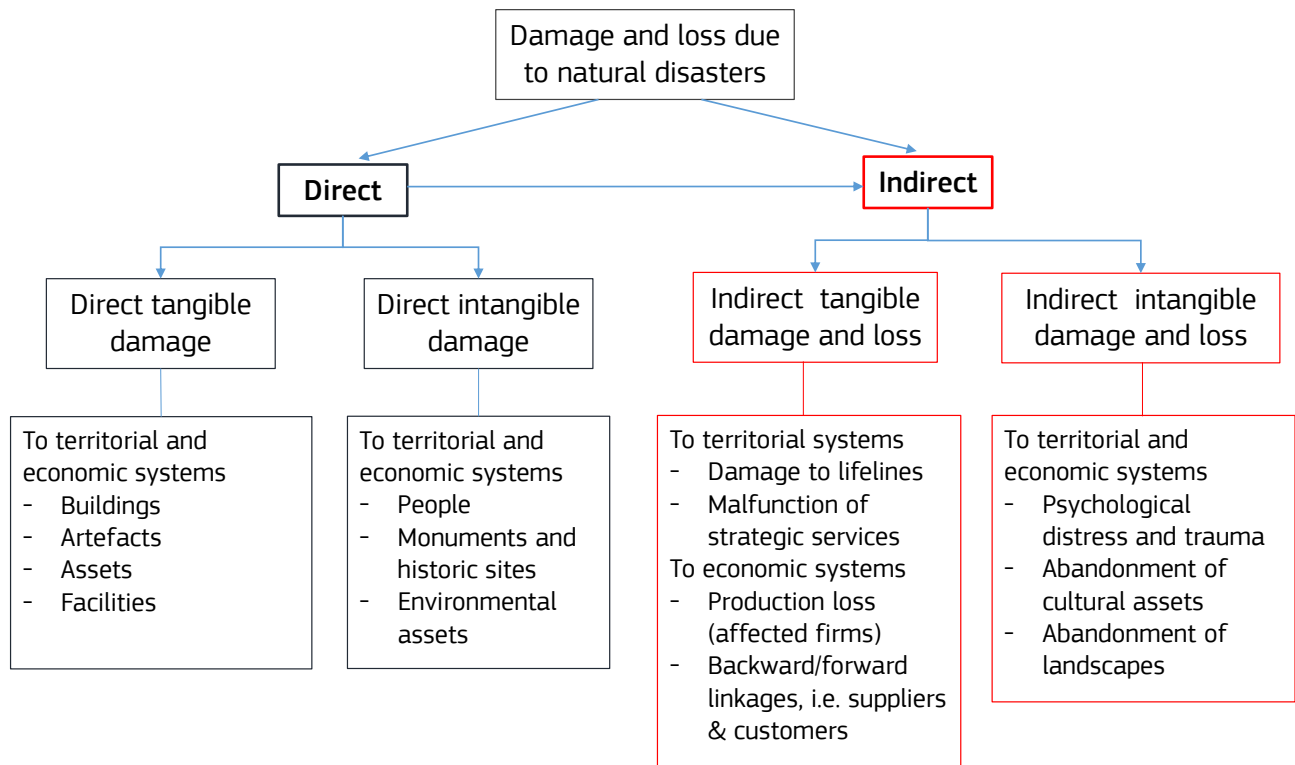 Damage and loss due
to natural disasters
Direct
Indirect
Direct tangible
damage
Direct intangible
damage
Indirect tangible
damage and loss
Indirect intangible
damage and loss
To territorial and
economic systems
- Buildings
- Artefacts
- Assets
- Facilities
To territorial and
economic systems
- People
- Monuments and
historic sites
- Environmental
assets
To territorial systems
- Damage to lifelines
- Malfunction of
strategic services
To economic systems
- Production loss
(affected firms)
- Backward/forward
linkages, i.e. suppliers
& customers
To territorial and
economic systems
- Psychological
distress and trauma
- Abandonment of
cultural assets
- Abandonment of
landscapes